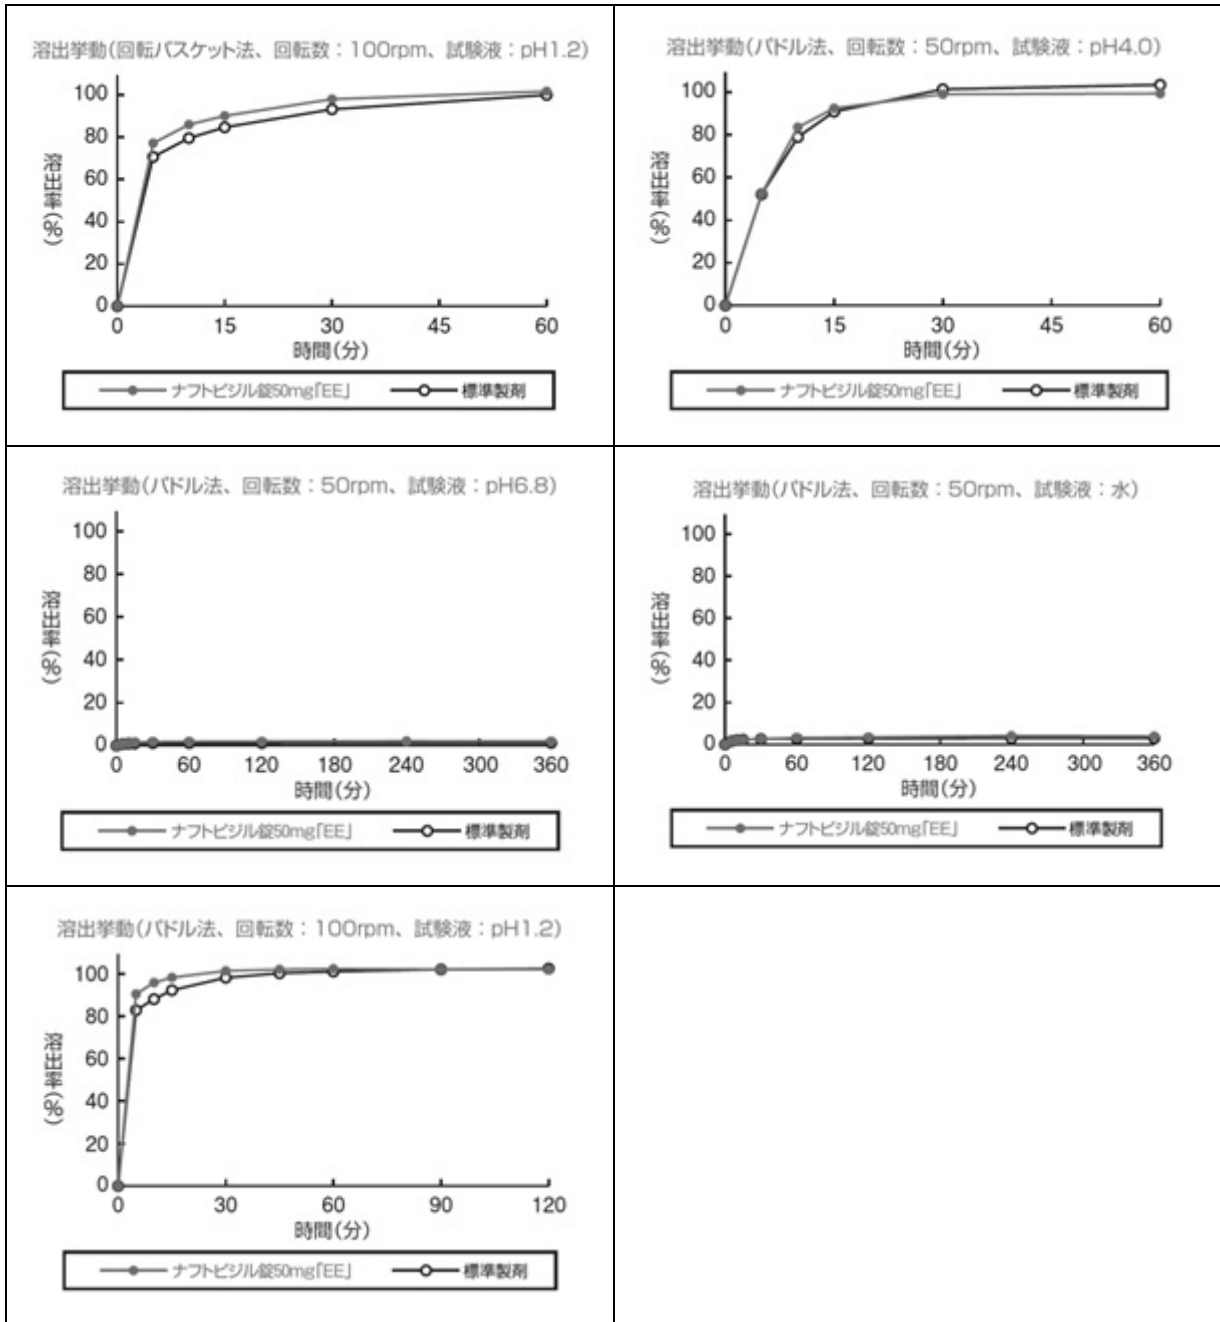 溶出挙動(回転バスケット法、回転数：100rpm、試験液：pH1.2)
溶出率(%)
100
80
60
40
20
0
0 15 30 45 60
時間(分)
ナフトピジル錠50mg「EE」 標準製剤
溶出挙動(パドル法、回転数：50rpm、試験液：pH4.0)
溶出率(%)
100
80
60
40
20
0
0 15 30 45 60
時間(分)
ナフトピジル錠50mg「EE」 標準製剤
溶出挙動(パドル法、回転数：50rpm、試験液：pH6.8)
溶出率(%)
100
80
60
40
20
0
0 60 120 180 240 300 360
時間(分)
ナフトピジル錠50mg「EE」 標準製剤
溶出挙動(パドル法、回転数：50rpm、試験液：水)
溶出率(%)
100
80
60
40
20
0
0 60 120 180 240 300 360
時間(分)
ナフトピジル錠50mg「EE」 標準製剤
溶出挙動(パドル法、回転数：100rpm、試験液：pH1.2)
溶出率(%)
100
80
60
40
20
0
0 30 60 90 120
時間(分)
ナフトピジル錠50mg「EE」 標準製剤